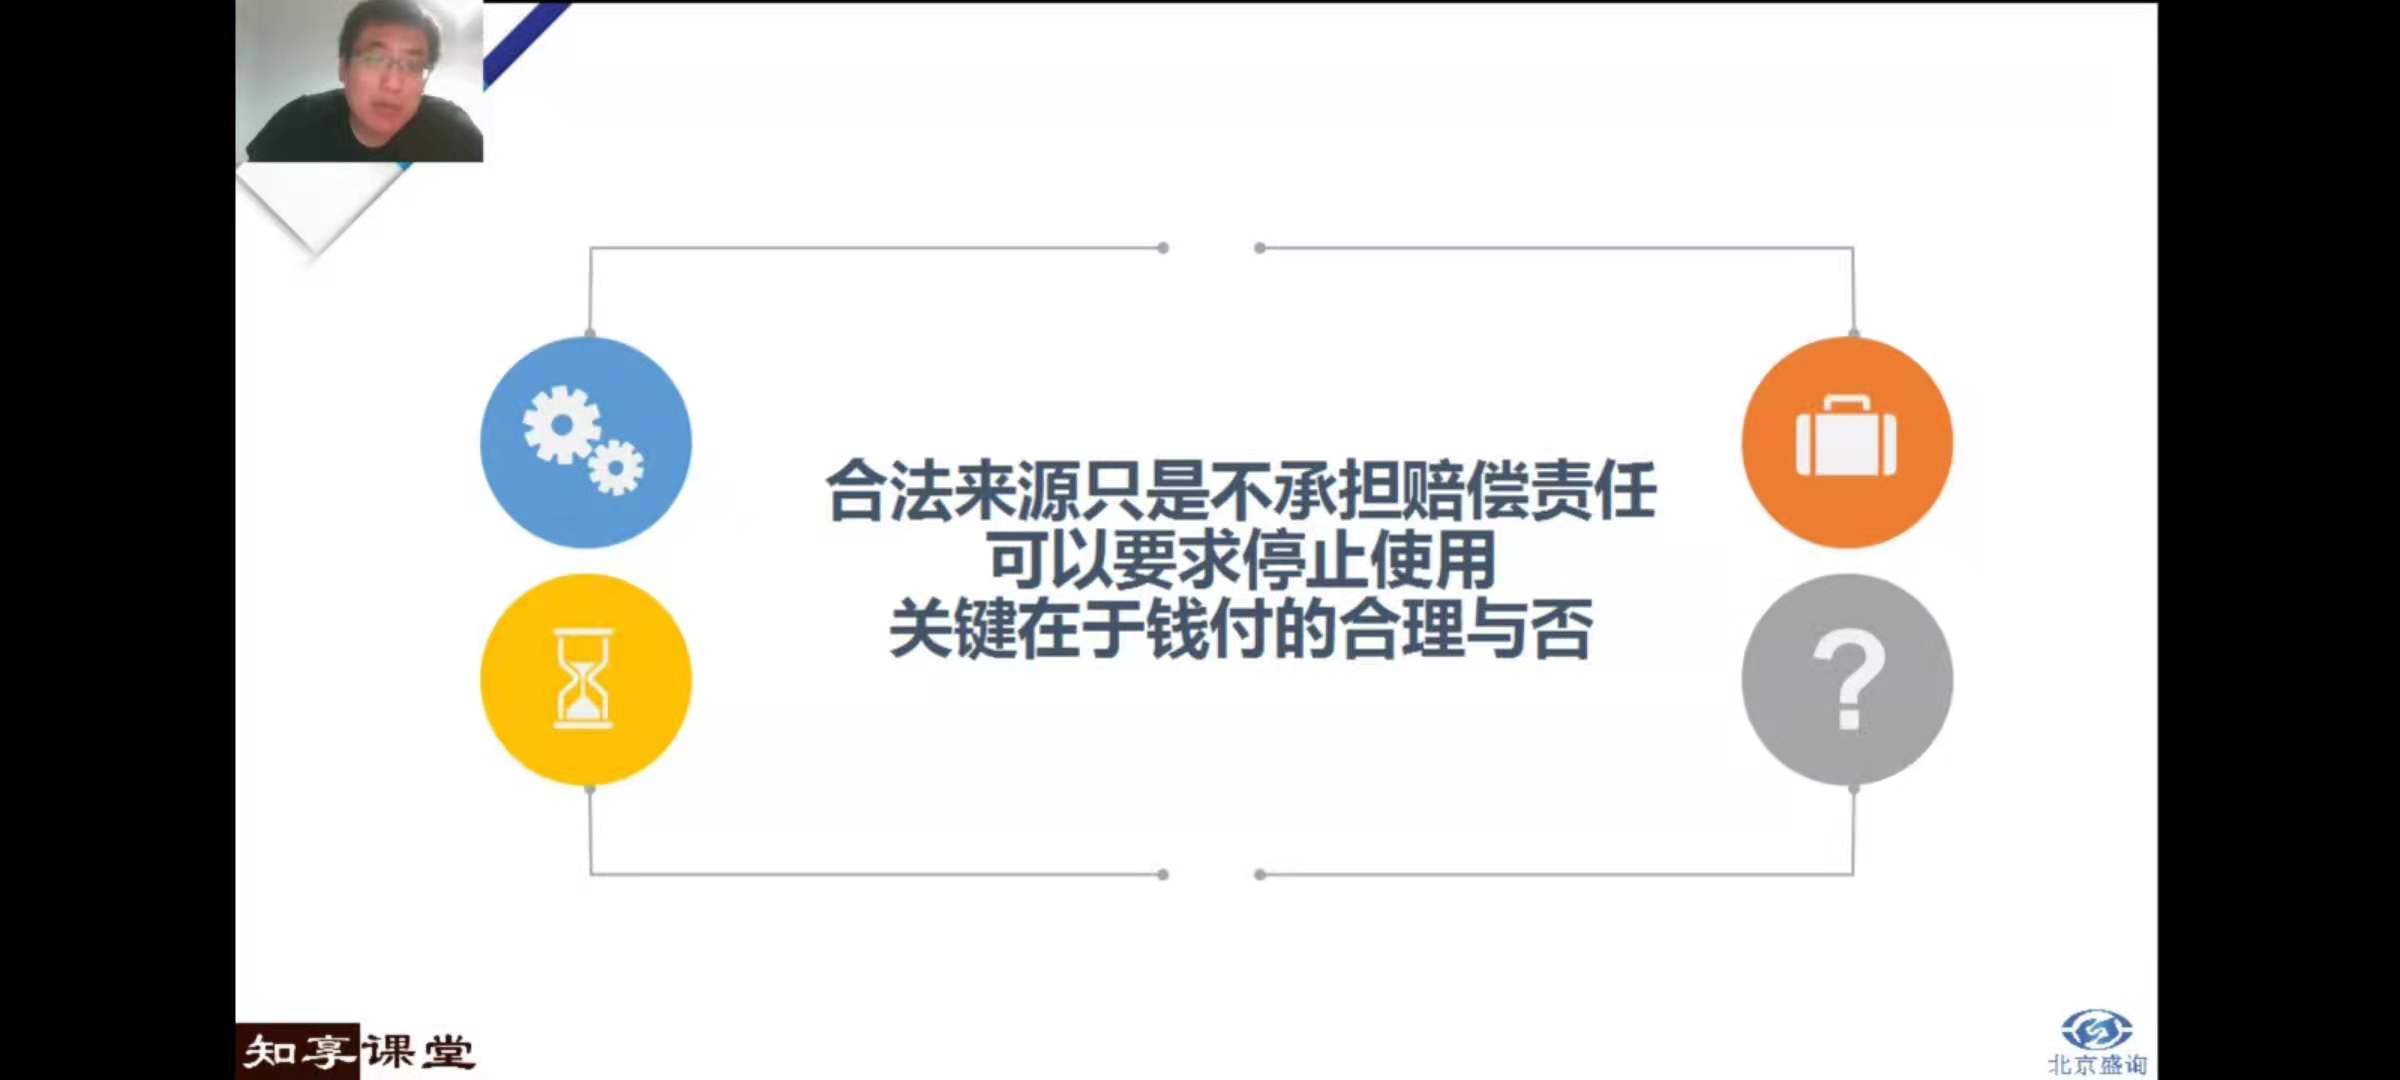 合法来源只是不承担赔偿责任
可以要求停止使用
关键在于钱付的合理与否
?
知享课堂
北京盛询